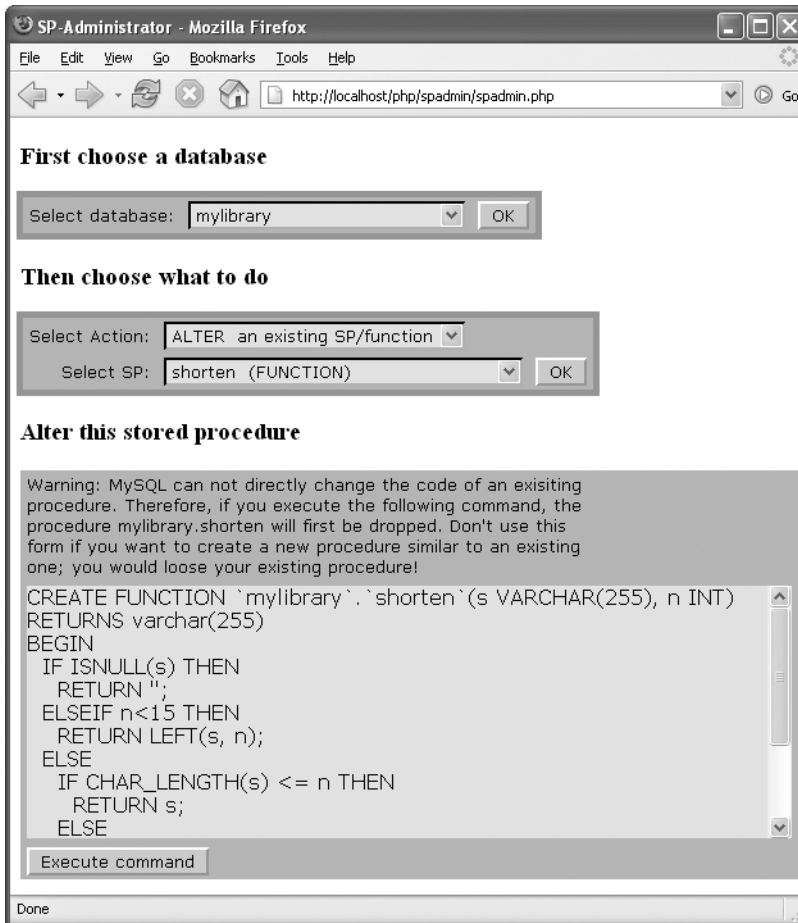 SP-Administrator - Mozilla Firefox
File Edit View Go Bookmarks Tools Help
http://localhost/php/spadmin/spadmin.php Go
First choose a database
Select database: mylibrary OK
Then choose what to do
Select Action: ALTER an existing SP/function
Select SP: shorten (FUNCTION) OK
Alter this stored procedure
Warning: MySQL can not directly change the code of an exisiting
procedure. Therefore, if you execute the following command, the
procedure mylibrary.shorten will first be dropped. Don't use this
form if you want to create a new procedure similar to an existing
one; you would loose your existing procedure!
CREATE FUNCTION `mylibrary`.`shorten`(s VARCHAR(255), n INT)
RETURNS varchar(255)
BEGIN
IF ISNULL(s) THEN
RETURN '';
ELSEIF n<15 THEN
RETURN LEFT(s, n);
ELSE
IF CHAR_LENGTH(s) <= n THEN
RETURN s;
ELSE
Execute command
Done